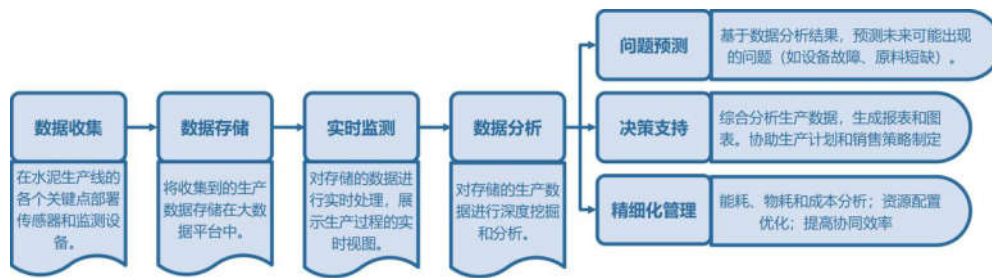 数据收集
在水泥生产线的
各个关键点部署
传感器和监测设
备。
数据存储
将收集到的生产
数据存储在大数
据平台中。
实时监测
对存储的数据进
行实时处理，展
示生产过程的实
时视图。
数据分析
对存储的生产数
据进行深度挖掘
和分析。
问题预测
基于数据分析结果，预测未来可能出现
的问题（如设备故障、原料短缺）。
决策支持
综合分析生产数据，生成报表和图
表。协助生产计划和销售策略制定
精细化管理
能耗、物耗和成本分析；资源配置
优化；提高协同效率